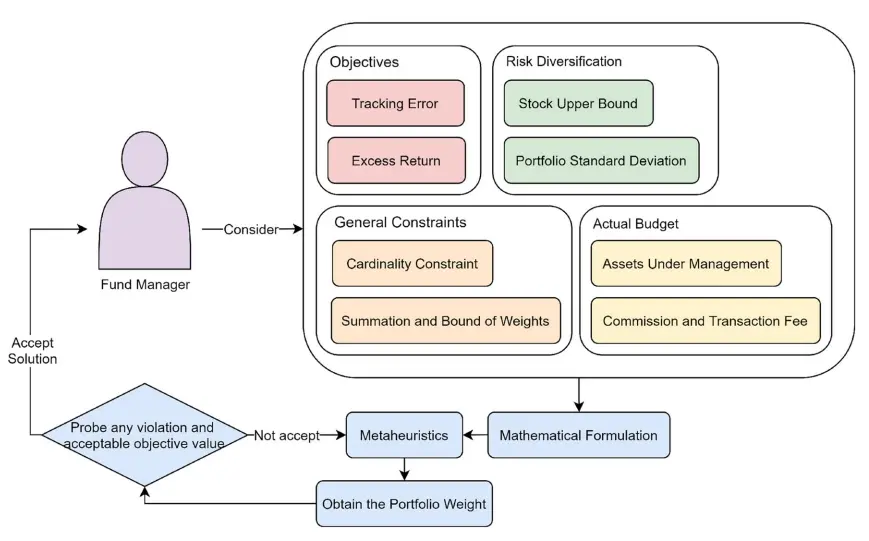 Objectives
Tracking Error
Excess Return
Risk Diversification
Stock Upper Bound
Portfolio Standard Deviation
Fund Manager
Consider
General Constraints
Cardinality Constraint
Summation and Bound of Weights
Actual Budget
Assets Under Management
Commission and Transaction Fee
Accept
Solution
Probe any violation and
acceptable objective value
Not accept
Metaheuristics
Mathematical Formulation
Obtain the Portfolio Weight